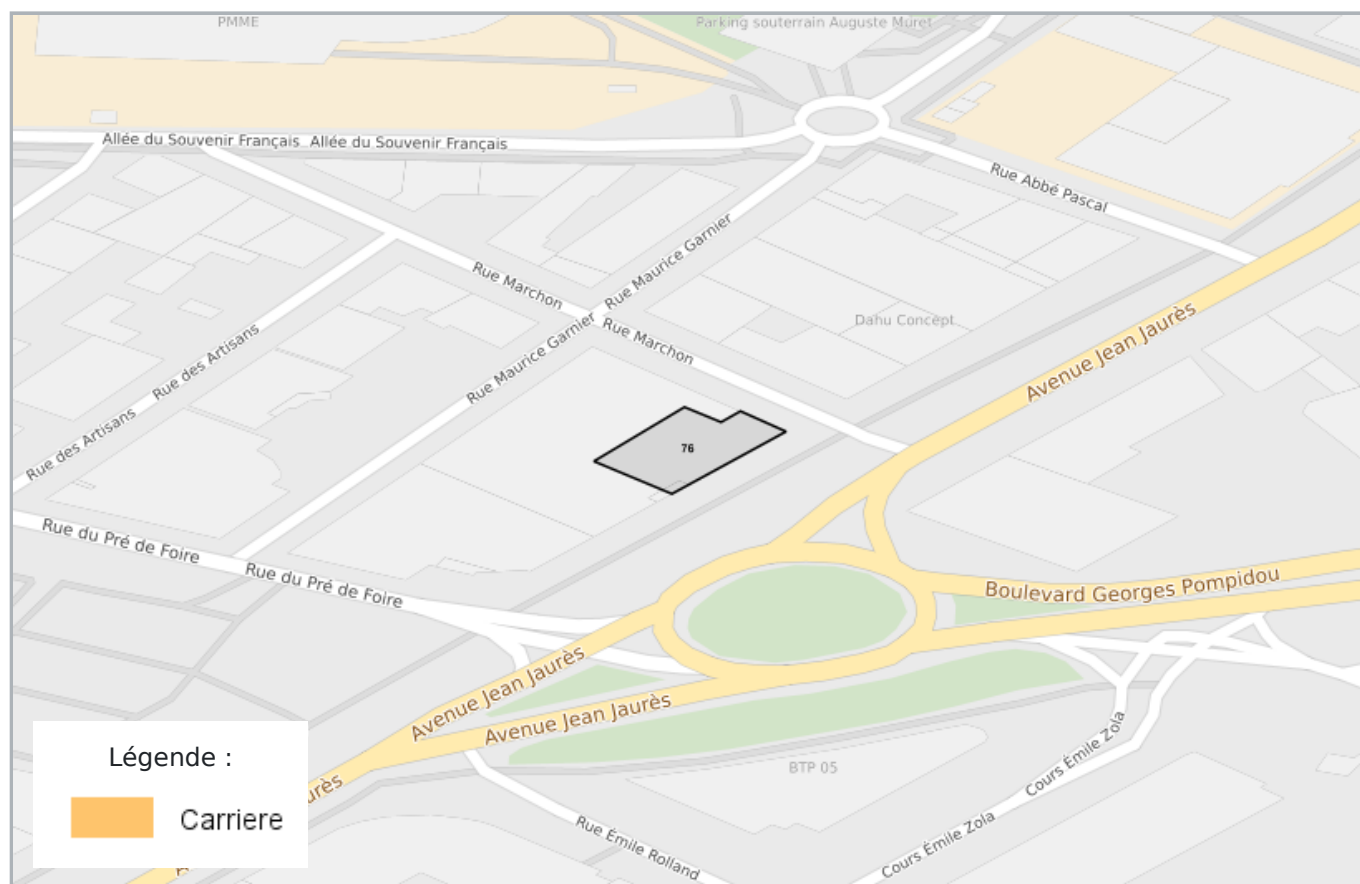 PMME
Parking souterrain Auguste Muret
Allée du Souvenir Français Allée du Souvenir Français
Rue Abbé Pascal
Rue Maurice Garnier
Rue Marchon
Rue Marchon
Dahu Concept
Avenue Jean Jaurès
Rue Maurice Garnier
Rue des Artisans
Rue des Artisans
76
Rue du Pré de Foire
Rue du Pré de Foire
Boulevard Georges Pompidou
Avenue Jean Jaurès
Avenue Jean Jaurès
Cours Émile Zola
BTP 05
Légende :
Carriere
Rue Émile Rolland
Cours Émile Zola